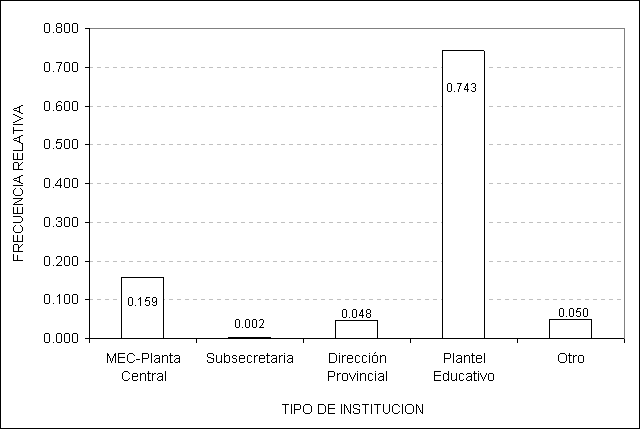 0.800
0.700
0.600
0.500
0.400
0.300
0.200
0.100
0.000
FRECUENCIA RELATIVA
0.159
0.002
0.048
0.743
0.050
MEC-Planta
Central
Subsecretaria
Dirección
Provincial
Plantel
Educativo
Otro
TIPO DE INSTITUCION